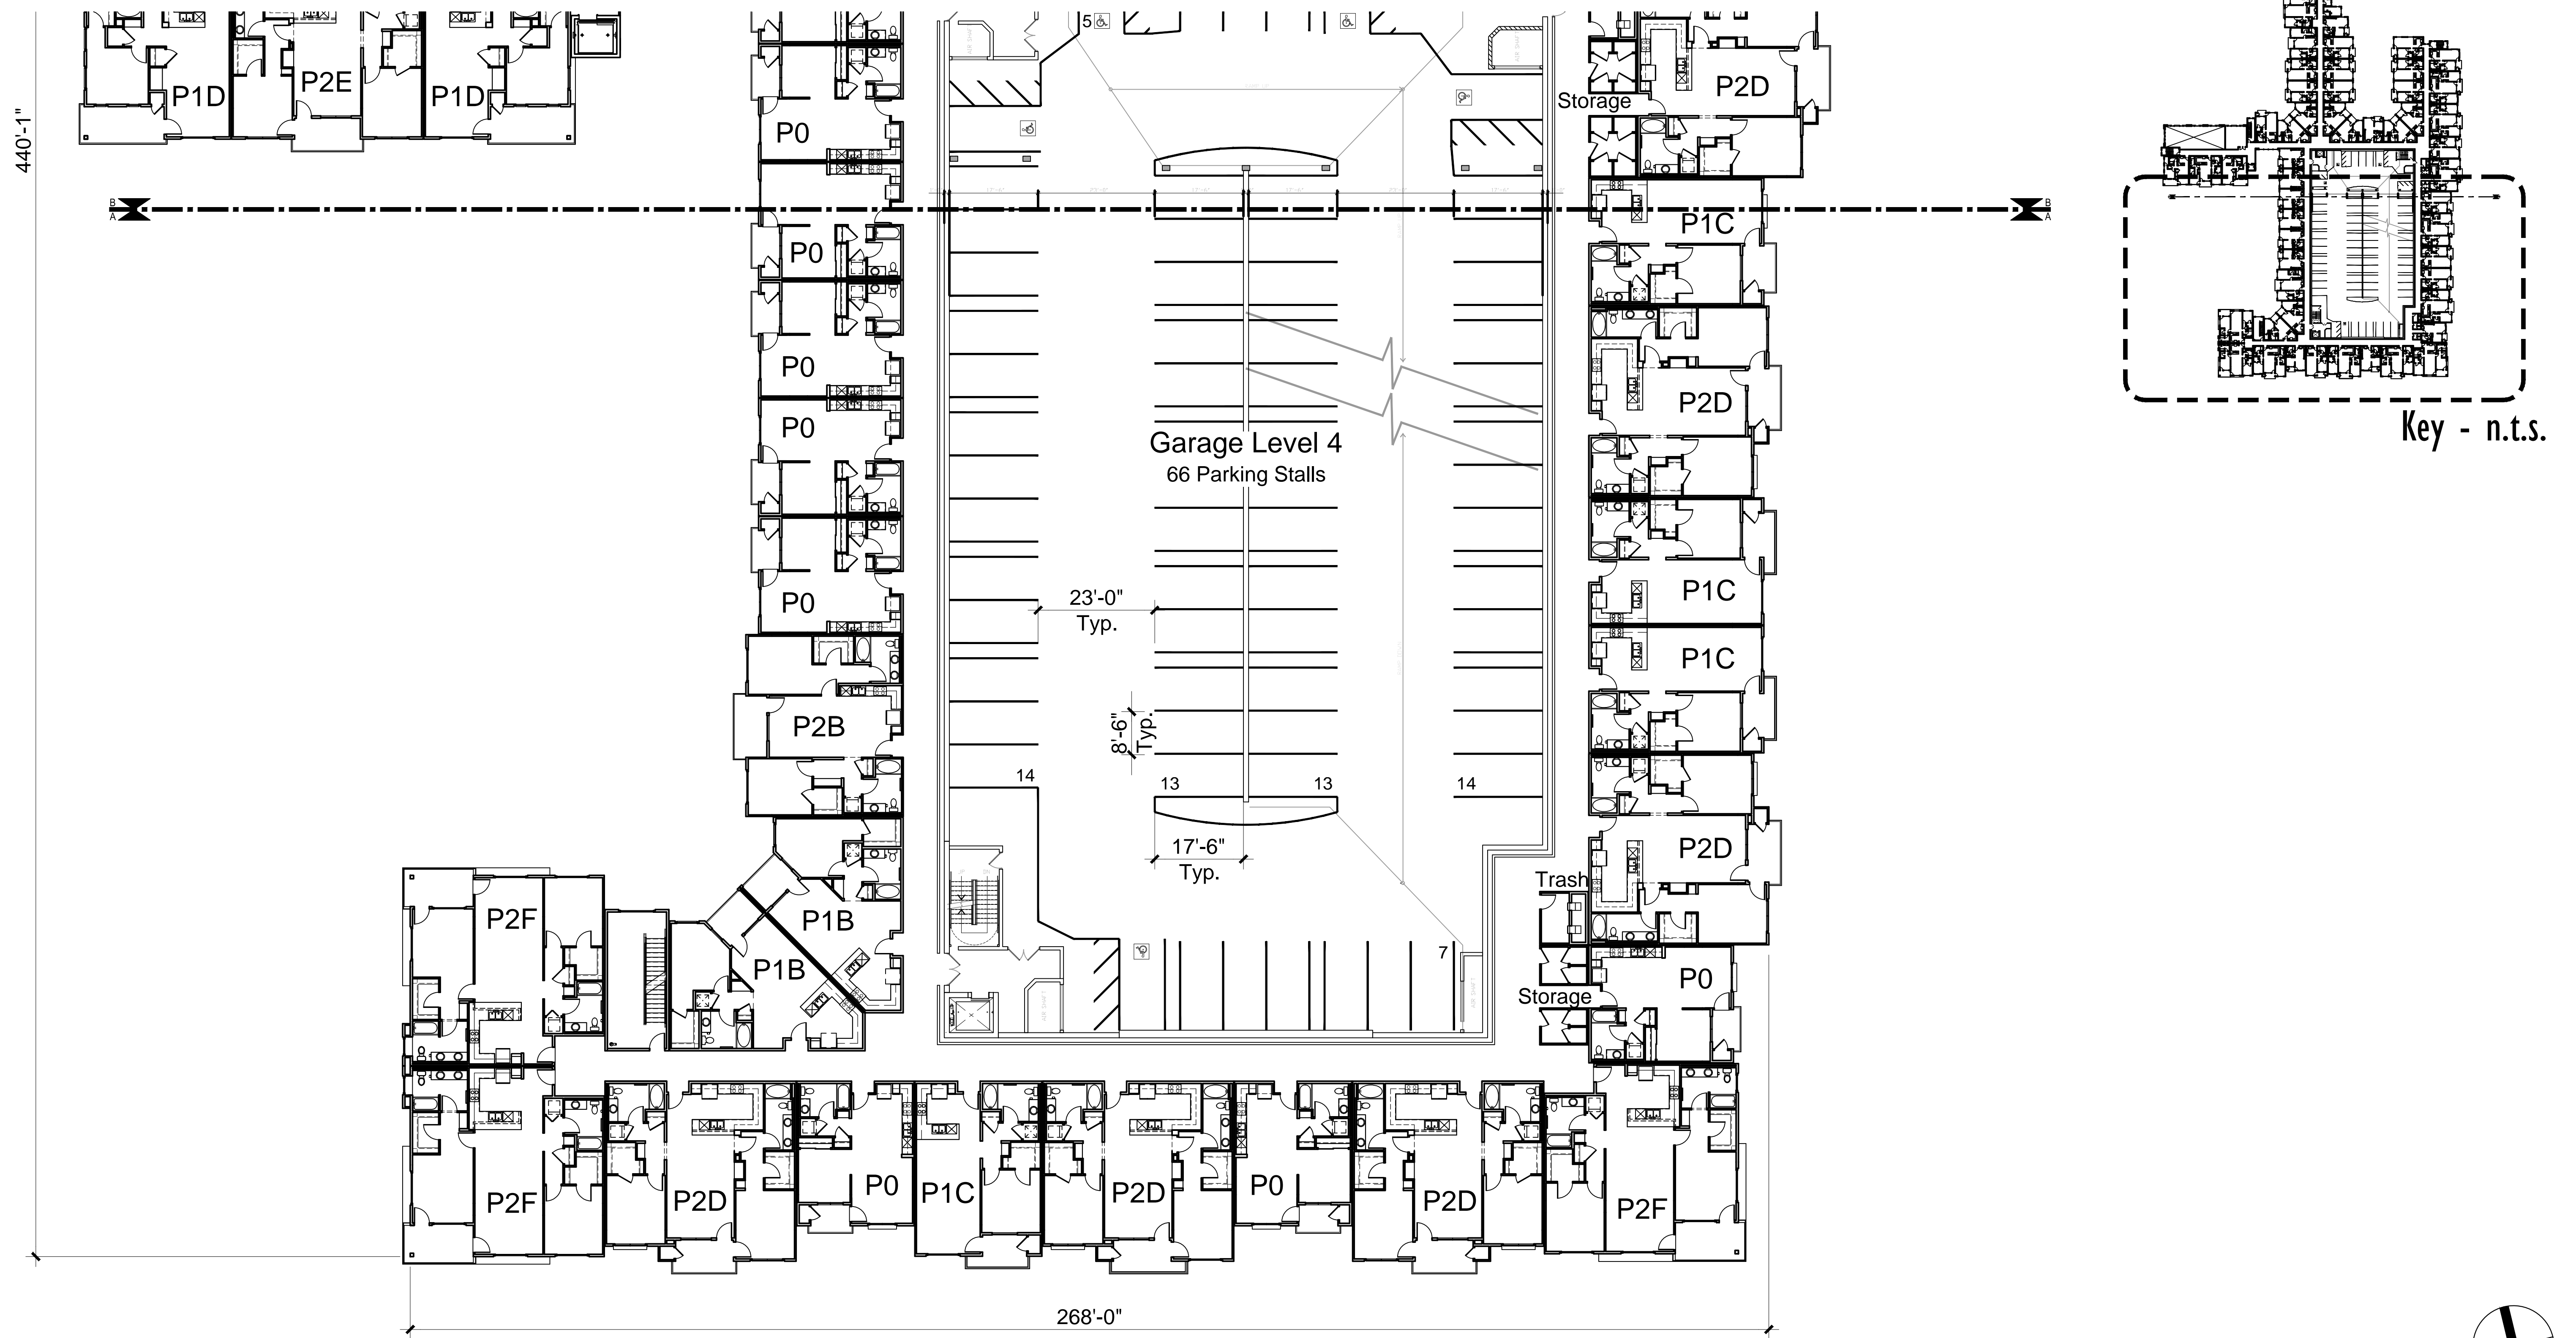 5
P1D
P2E
P1D
P2D
Storage
440'-1"
P0
B
A
B
A
P1C
P0
P0
P2D
P0
Key - n.t.s.
Garage Level 4
66 Parking Stalls
P0
23'-0"
Typ.
P1C
P1C
P2B
8'-6"
Typ.
14
13
13
14
17'-6"
Typ.
P2D
Trash
P2F
P1B
P1B
7
P0
Storage
AIR SHAFT
P2F
P2D
P0
P1C
P2D
P0
P2D
P2F
268'-0"